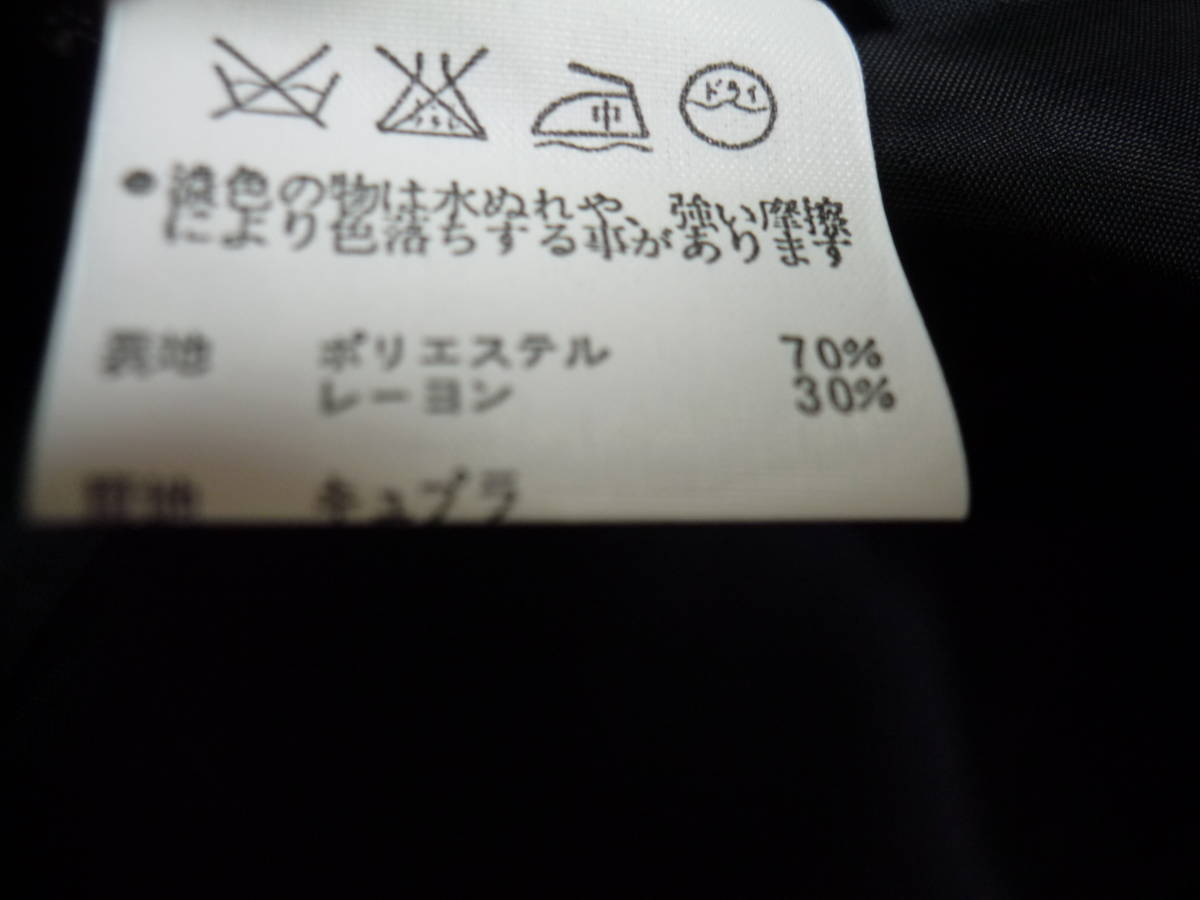 中 ドライ
●濃色の物は水ぬれや、強い摩擦
により色落ちする事があります
表地 ポリエステル 70%
レーヨン 30%
裏地 キュプラ